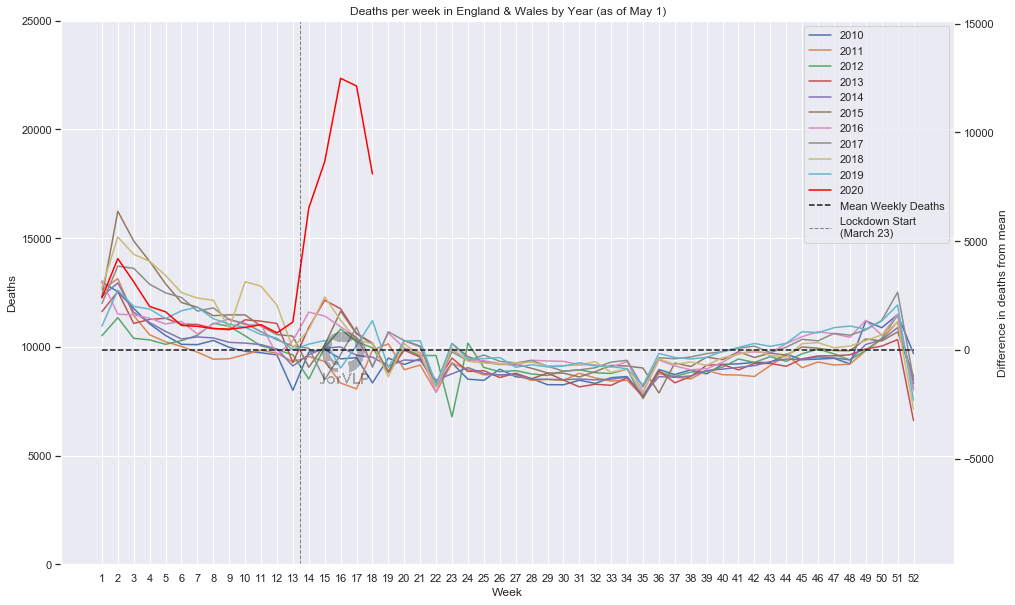 Deaths per week in England & Wales by Year (as of May 1)
25000
20000
15000
10000
5000
0
Deaths
15000
10000
5000
0
−5000
Difference in deaths from mean
2010
2011
2012
2013
2014
2015
2016
2017
2018
2019
2020
Mean Weekly Deaths
Lockdown Start
(March 23)
1 2 3 4 5 6 7 8 9 10 11 12 13 14 15 16 17 18 19 20 21 22 23 24 25 26 27 28 29 30 31 32 33 34 35 36 37 38 39 40 41 42 43 44 45 46 47 48 49 50 51 52
Week